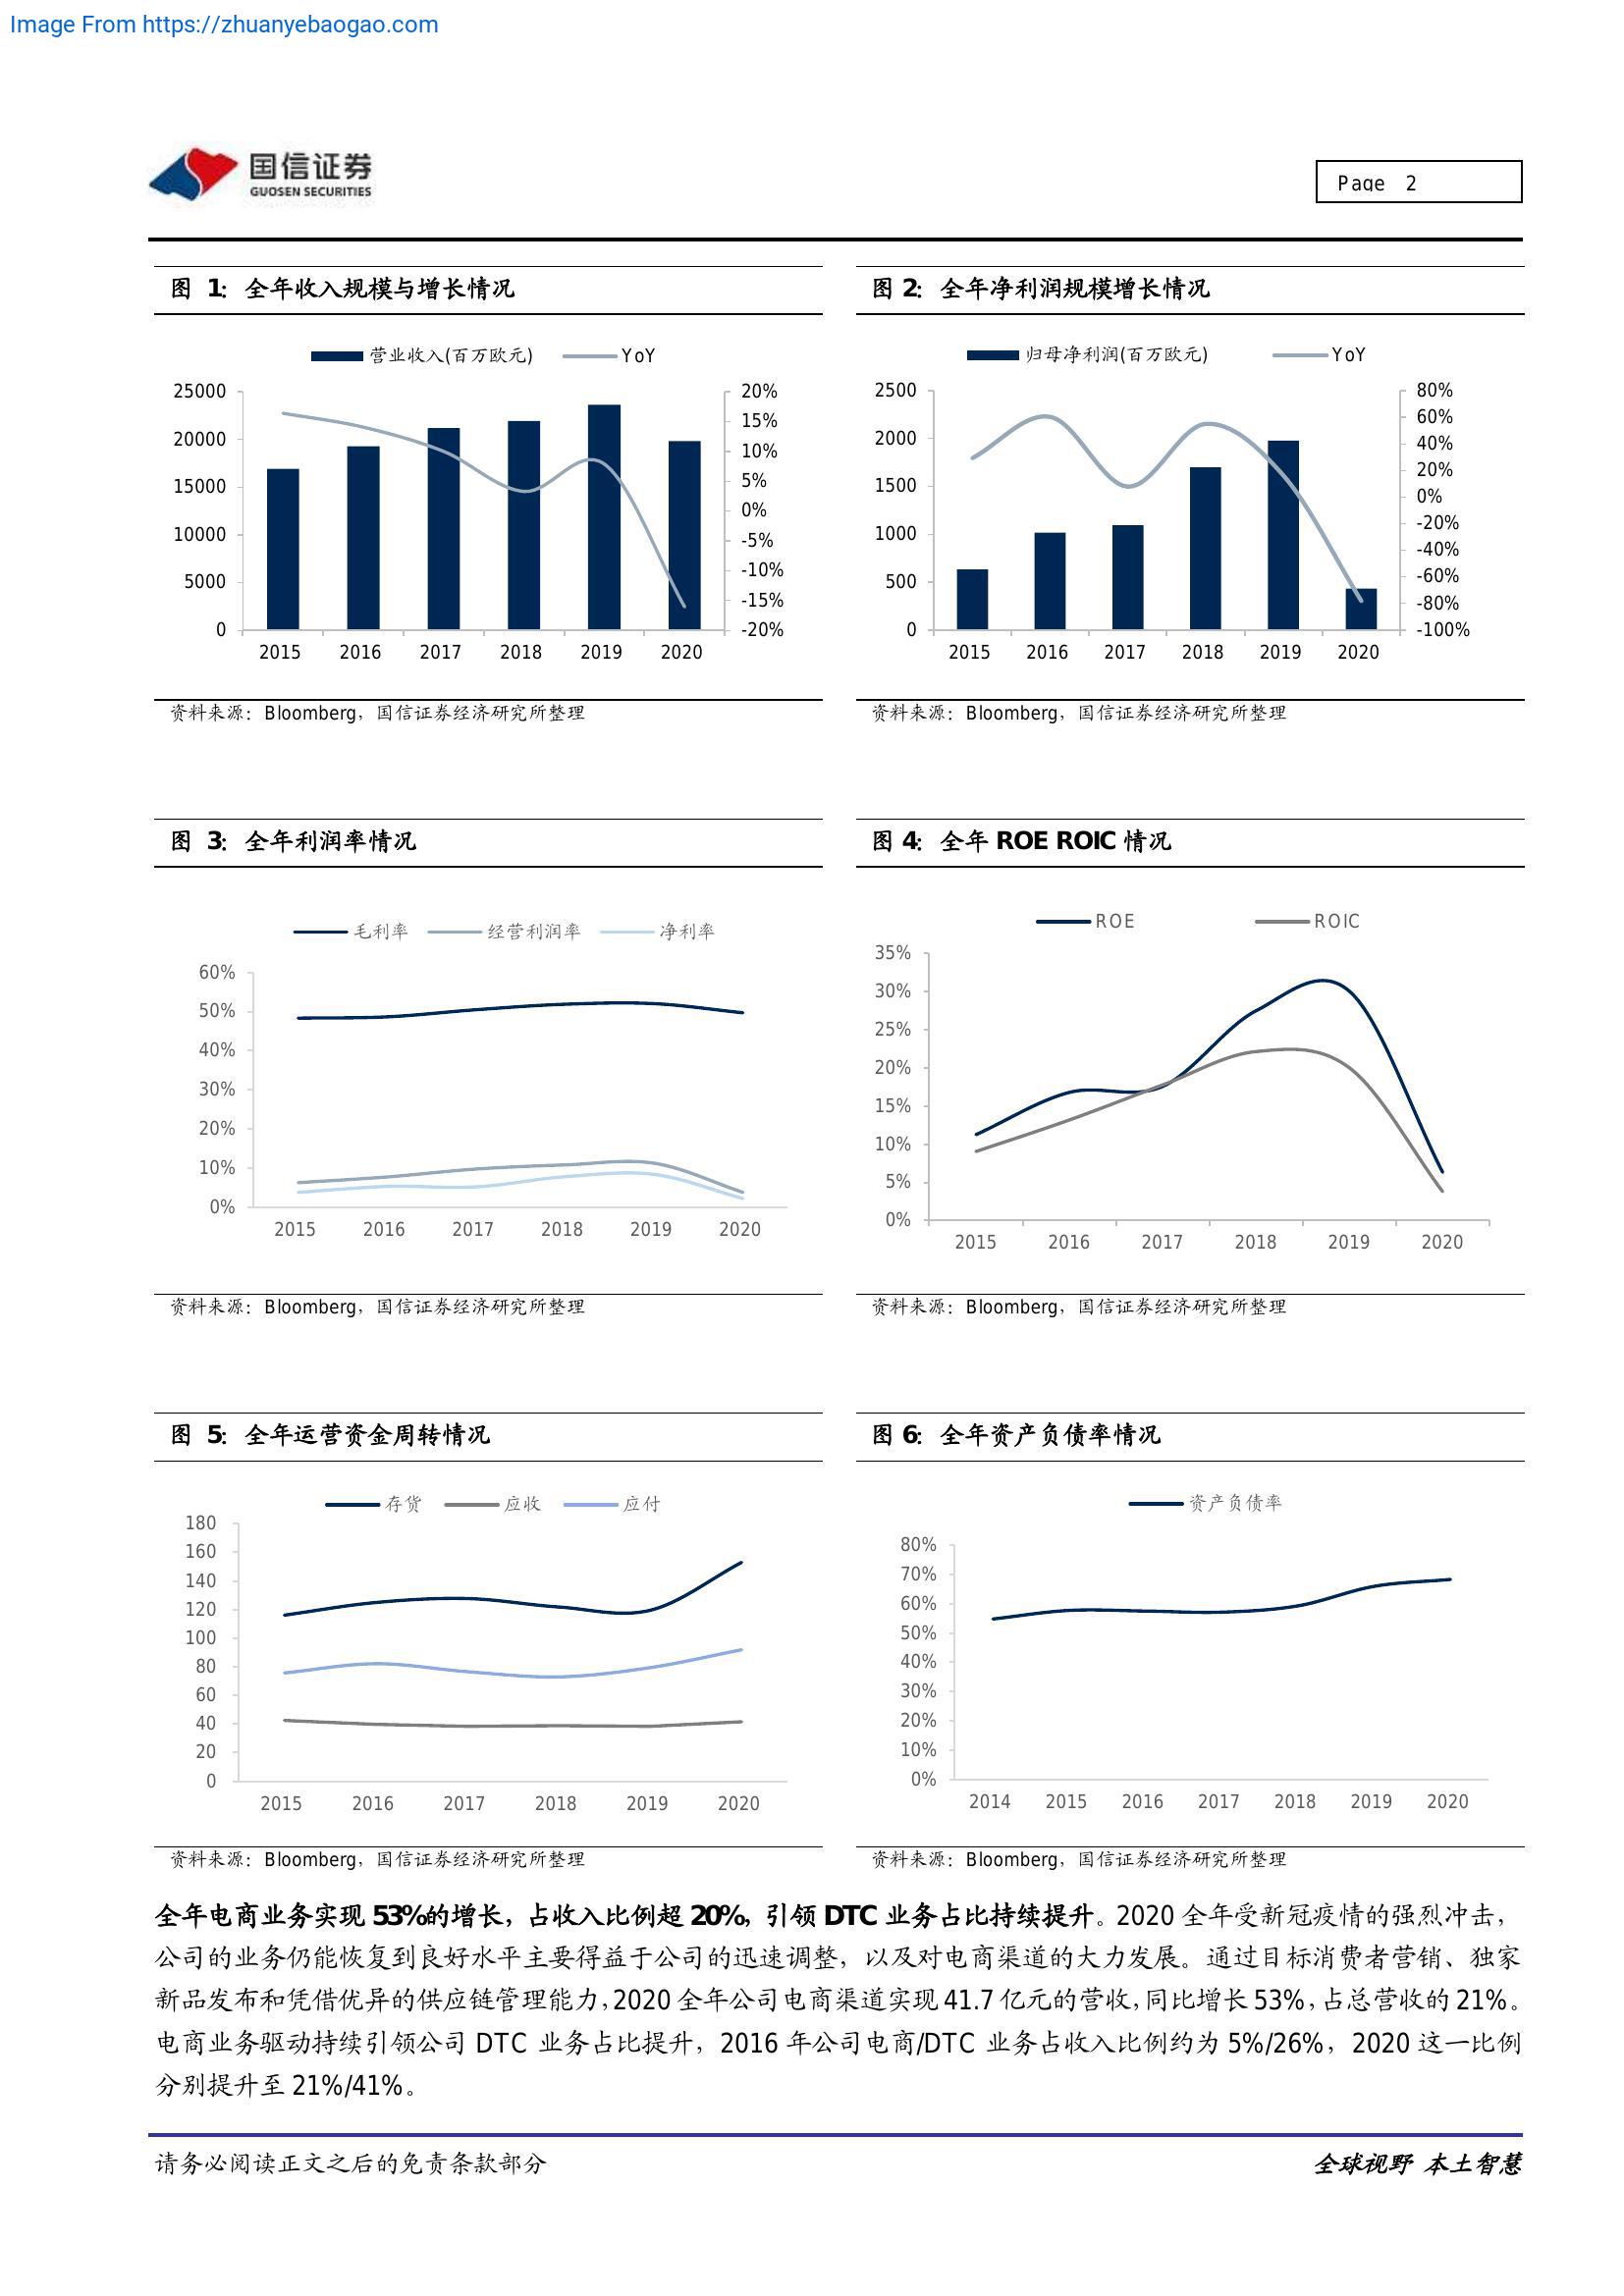 Image From https://zhuanyebaogao.com
国信证券
GUOSEN SECURITIES
Page 2
图 1：全年收入规模与增长情况
营业收入(百万欧元) YoY
25000
20000
15000
10000
5000
0
20%
15%
10%
5%
0%
-5%
-10%
-15%
-20%
2015 2016 2017 2018 2019 2020
资料来源：Bloomberg，国信证券经济研究所整理
图 2：全年净利润规模增长情况
归母净利润(百万欧元) YoY
2500
2000
1500
1000
500
0
80%
60%
40%
20%
0%
-20%
-40%
-60%
-80%
-100%
2015 2016 2017 2018 2019 2020
资料来源：Bloomberg，国信证券经济研究所整理
图 3：全年利润率情况
毛利率 经营利润率 净利率
60%
50%
40%
30%
20%
10%
0%
2015 2016 2017 2018 2019 2020
资料来源：Bloomberg，国信证券经济研究所整理
图 4：全年 ROE ROIC 情况
ROE ROIC
35%
30%
25%
20%
15%
10%
5%
0%
2015 2016 2017 2018 2019 2020
资料来源：Bloomberg，国信证券经济研究所整理
图 5：全年运营资金周转情况
存货 应收 应付
180
160
140
120
100
80
60
40
20
0
2015 2016 2017 2018 2019 2020
资料来源：Bloomberg，国信证券经济研究所整理
图 6：全年资产负债率情况
资产负债率
80%
70%
60%
50%
40%
30%
20%
10%
0%
2014 2015 2016 2017 2018 2019 2020
资料来源：Bloomberg，国信证券经济研究所整理
全年电商业务实现 53%的增长，占收入比例超 20%，引领 DTC 业务占比持续提升。2020 全年受新冠疫情的强烈冲击，
公司的业务仍能恢复到良好水平主要得益于公司的迅速调整，以及对电商渠道的大力发展。通过目标消费者营销、独家
新品发布和凭借优异的供应链管理能力，2020 全年公司电商渠道实现 41.7 亿元的营收，同比增长 53%，占总营收的 21%。
电商业务驱动持续引领公司 DTC 业务占比提升，2016 年公司电商/DTC 业务占收入比例约为 5%/26%，2020 这一比例
分别提升至 21%/41%。
请务必阅读正文之后的免责条款部分
全球视野 本土智慧